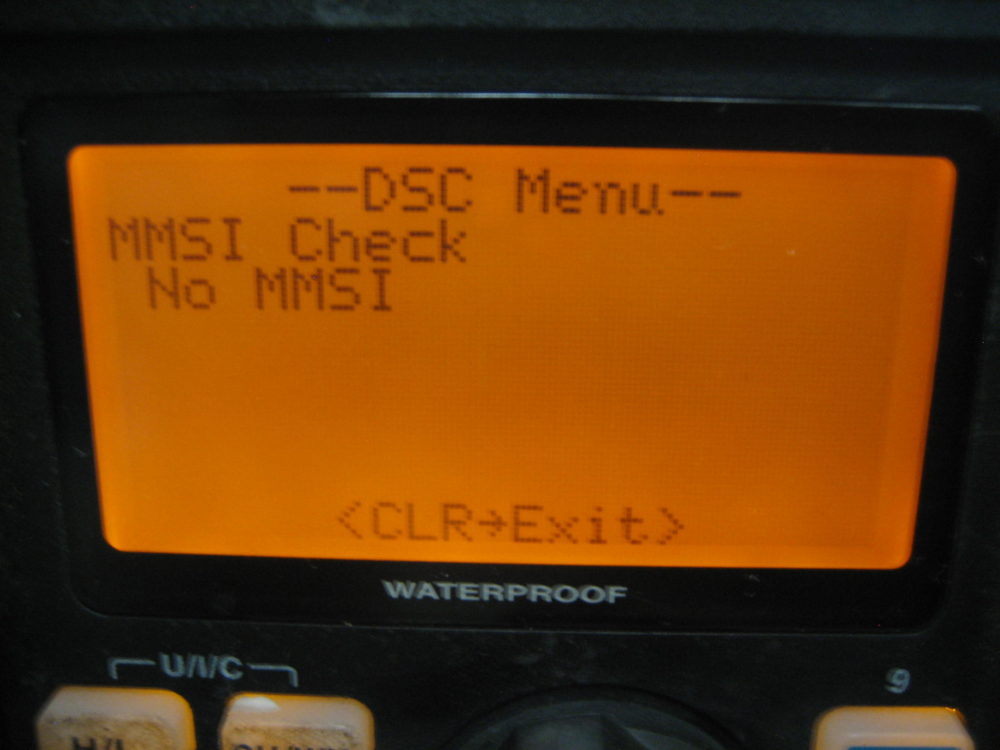 --DSC Menu--
MMSI Check
No MMSI
<CLR→Exit>
WATERPROOF
U/I/C
9